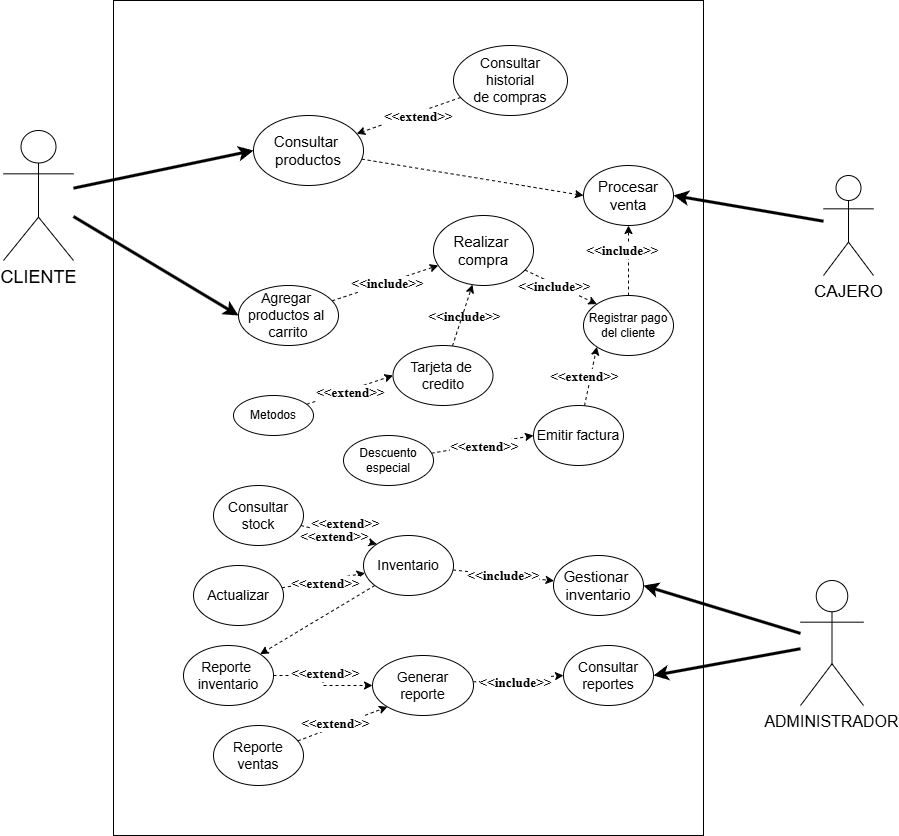 Consultar
historial
de compras
<<extend>>
Consultar
productos
CLIENTE
Procesar
venta
CAJERO
<<include>>
Realizar
compra
<<include>>
<<include>>
Agregar
productos al
carrito
<<include>>
Registrar pago
del cliente
Tarjeta de
credito
<<extend>>
<<extend>>
Metodos
Emitir factura
<<extend>>
Descuento
especial
Consultar
stock
<<extend>>
<<extend>>
Inventario
<<include>>
Gestionar
inventario
<<extend>>
Actualizar
Reporte
inventario
<<extend>>
Generar
reporte
<<include>>
Consultar
reportes
ADMINISTRADOR
<<extend>>
Reporte
ventas